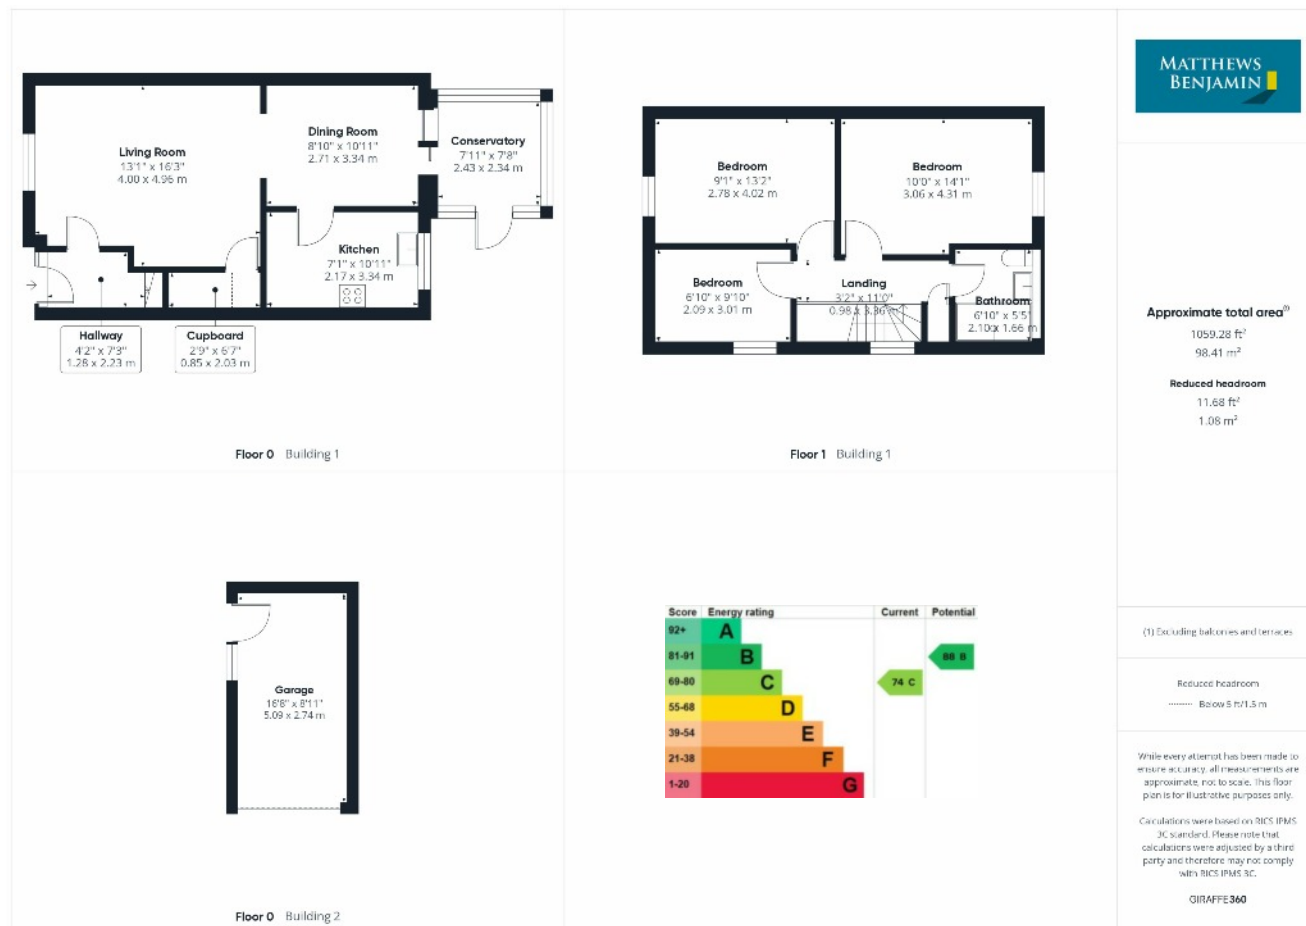 Living Room
13'1" x 16'3"
4.00 x 4.96 m
Dining Room
8'10" x 10'11"
2.71 x 3.34 m
Conservatory
7'11" x 7'8"
2.43 x 2.34 m
Kitchen
7'1" x 10'11"
2.17 x 3.34 m
Hallway
4'2" x 7'3"
1.28 x 2.23 m
Cupboard
2'9" x 6'7"
0.85 x 2.03 m
Floor 0 Building 1
Bedroom
9'1" x 13'2"
2.78 x 4.02 m
Bedroom
10'0" x 14'1"
3.06 x 4.31 m
Bedroom
6'10" x 9'10"
2.09 x 3.01 m
Landing
3'2" x 11'0"
0.98 x 3.36 m
Bathroom
6'10" x 5'5"
2.10 x 1.66 m
Floor 1 Building 1
Garage
16'8" x 8'11"
5.09 x 2.74 m
Floor 0 Building 2
Score Energy rating Current Potential
92+ A
81-91 B 88 B
69-80 C 74 C
55-68 D
39-54 E
21-38 F
1-20 G
MATTHEWS
BENJAMIN
Approximate total area(1)
1059.28 ft²
98.41 m²
Reduced headroom
11.68 ft²
1.08 m²
(1) Excluding balconies and terraces
Reduced headroom
Below 5 ft/1.5 m
While every attempt has been made to
ensure accuracy, all measurements are
approximate, not to scale. This floor
plan is for illustrative purposes only.
Calculations were based on RICS IPMS
3C standard. Please note that
calculations were adjusted by a third
party and therefore may not comply
with RICS IPMS 3C.
GIRAFFE360